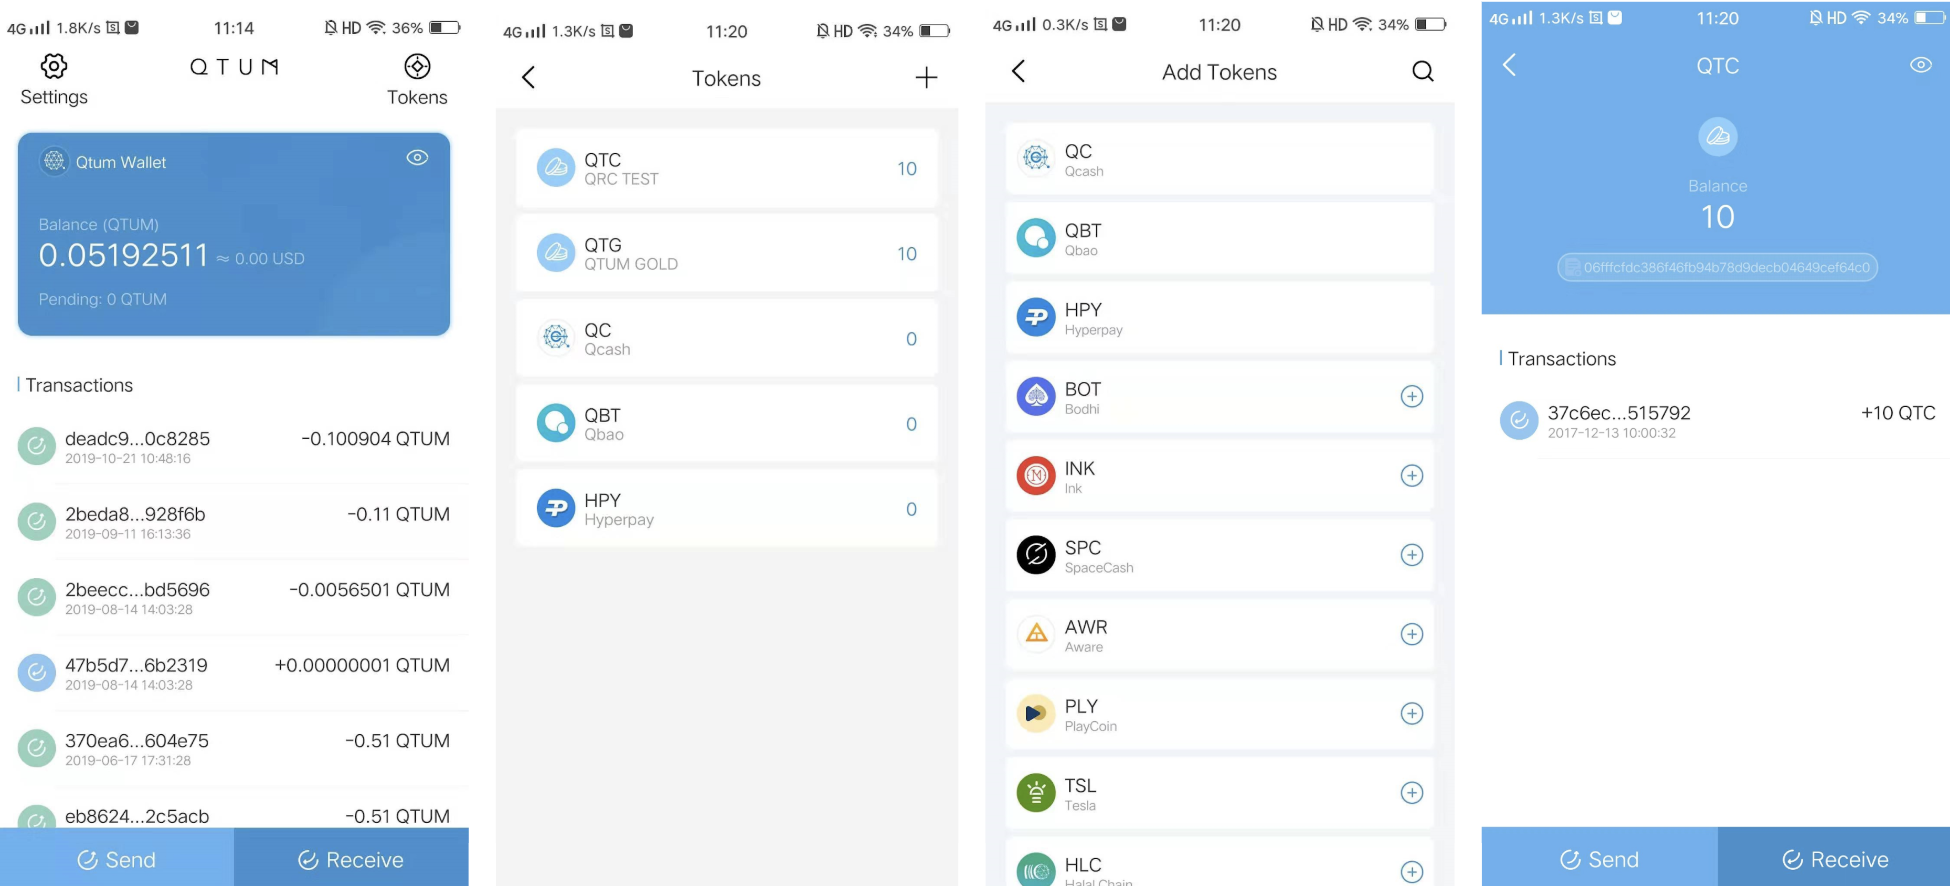 4G 1.8K/s 11:14 HD 36%
QTUM
Settings
Tokens
Qtum Wallet
Balance (QTUM)
0.05192511 ≈ 0.00 USD
Pending: 0 QTUM
Transactions
deadc9...0c8285 -0.100904 QTUM
2019-10-21 10:48:16
2beda8...928f6b -0.11 QTUM
2019-09-11 16:13:36
2beecc...bd5696 -0.0056501 QTUM
2019-08-14 14:03:28
47b5d7...6b2319 +0.00000001 QTUM
2019-08-14 14:03:28
370ea6...604e75 -0.51 QTUM
2019-06-17 17:31:28
eb8624...2c5acb -0.51 QTUM
Send
Receive
4G 1.3K/s 11:20 HD 34%
Tokens
QTC 10
QRC TEST
QTG 10
QTUM GOLD
QC 0
Qcash
QBT 0
Qbao
HPY 0
Hyperpay
4G 0.3K/s 11:20 HD 34%
Add Tokens
QC
Qcash
QBT
Qbao
HPY
Hyperpay
BOT
Bodhi
INK
Ink
SPC
SpaceCash
AWR
Aware
PLY
PlayCoin
TSL
Tesla
HLC
Halal Chain
4G 1.3K/s 11:20 HD 34%
QTC
Balance
10
06fffcfdc386f46fb94b78d9decb04649cef64c0
Transactions
37c6ec...515792 +10 QTC
2017-12-13 10:00:32
Send
Receive